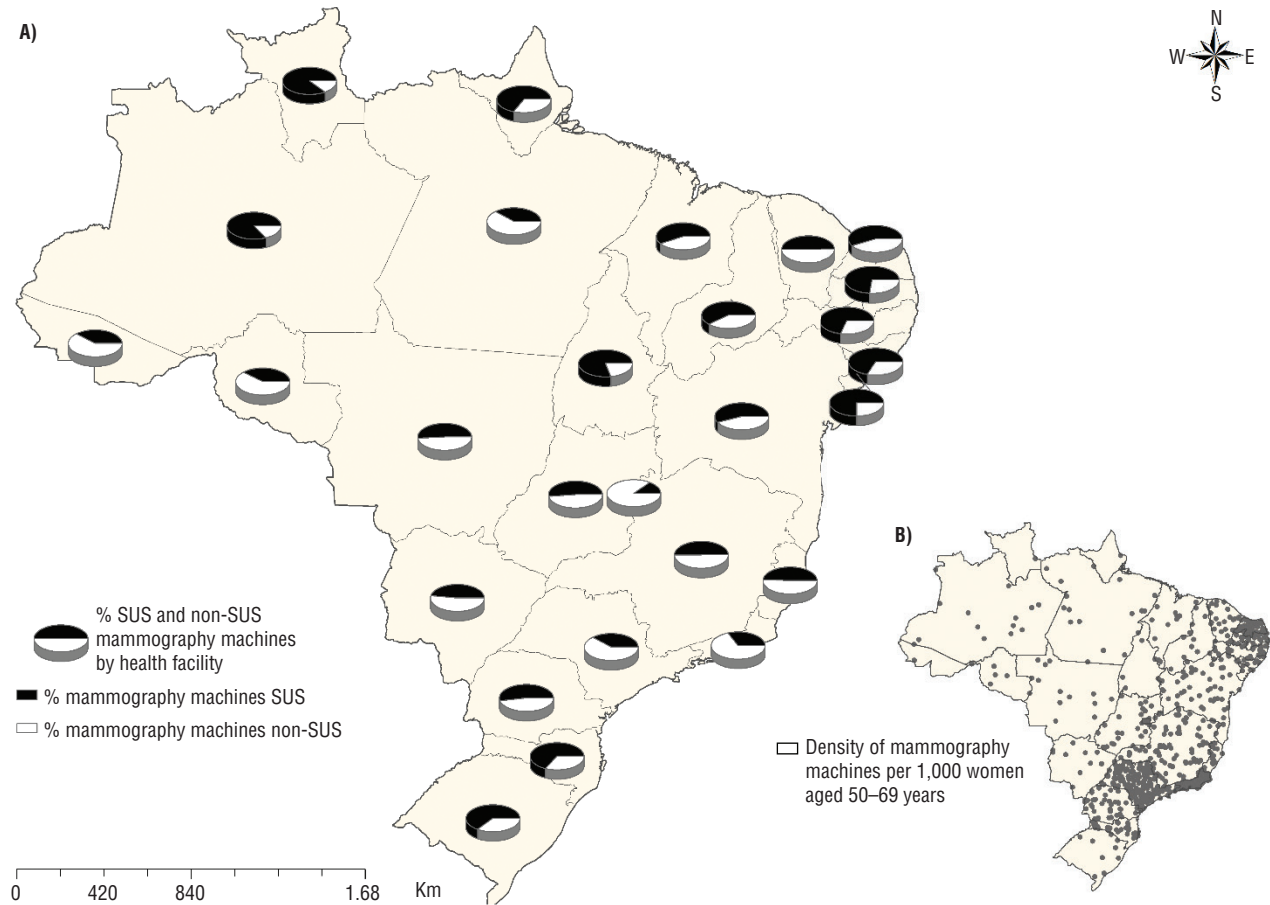 A)
N
W E
S
% SUS and non-SUS
mammography machines
by health facility
% mammography machines SUS
% mammography machines non-SUS
0 420 840 1.68 Km
B)
Density of mammography
machines per 1,000 women
aged 50–69 years